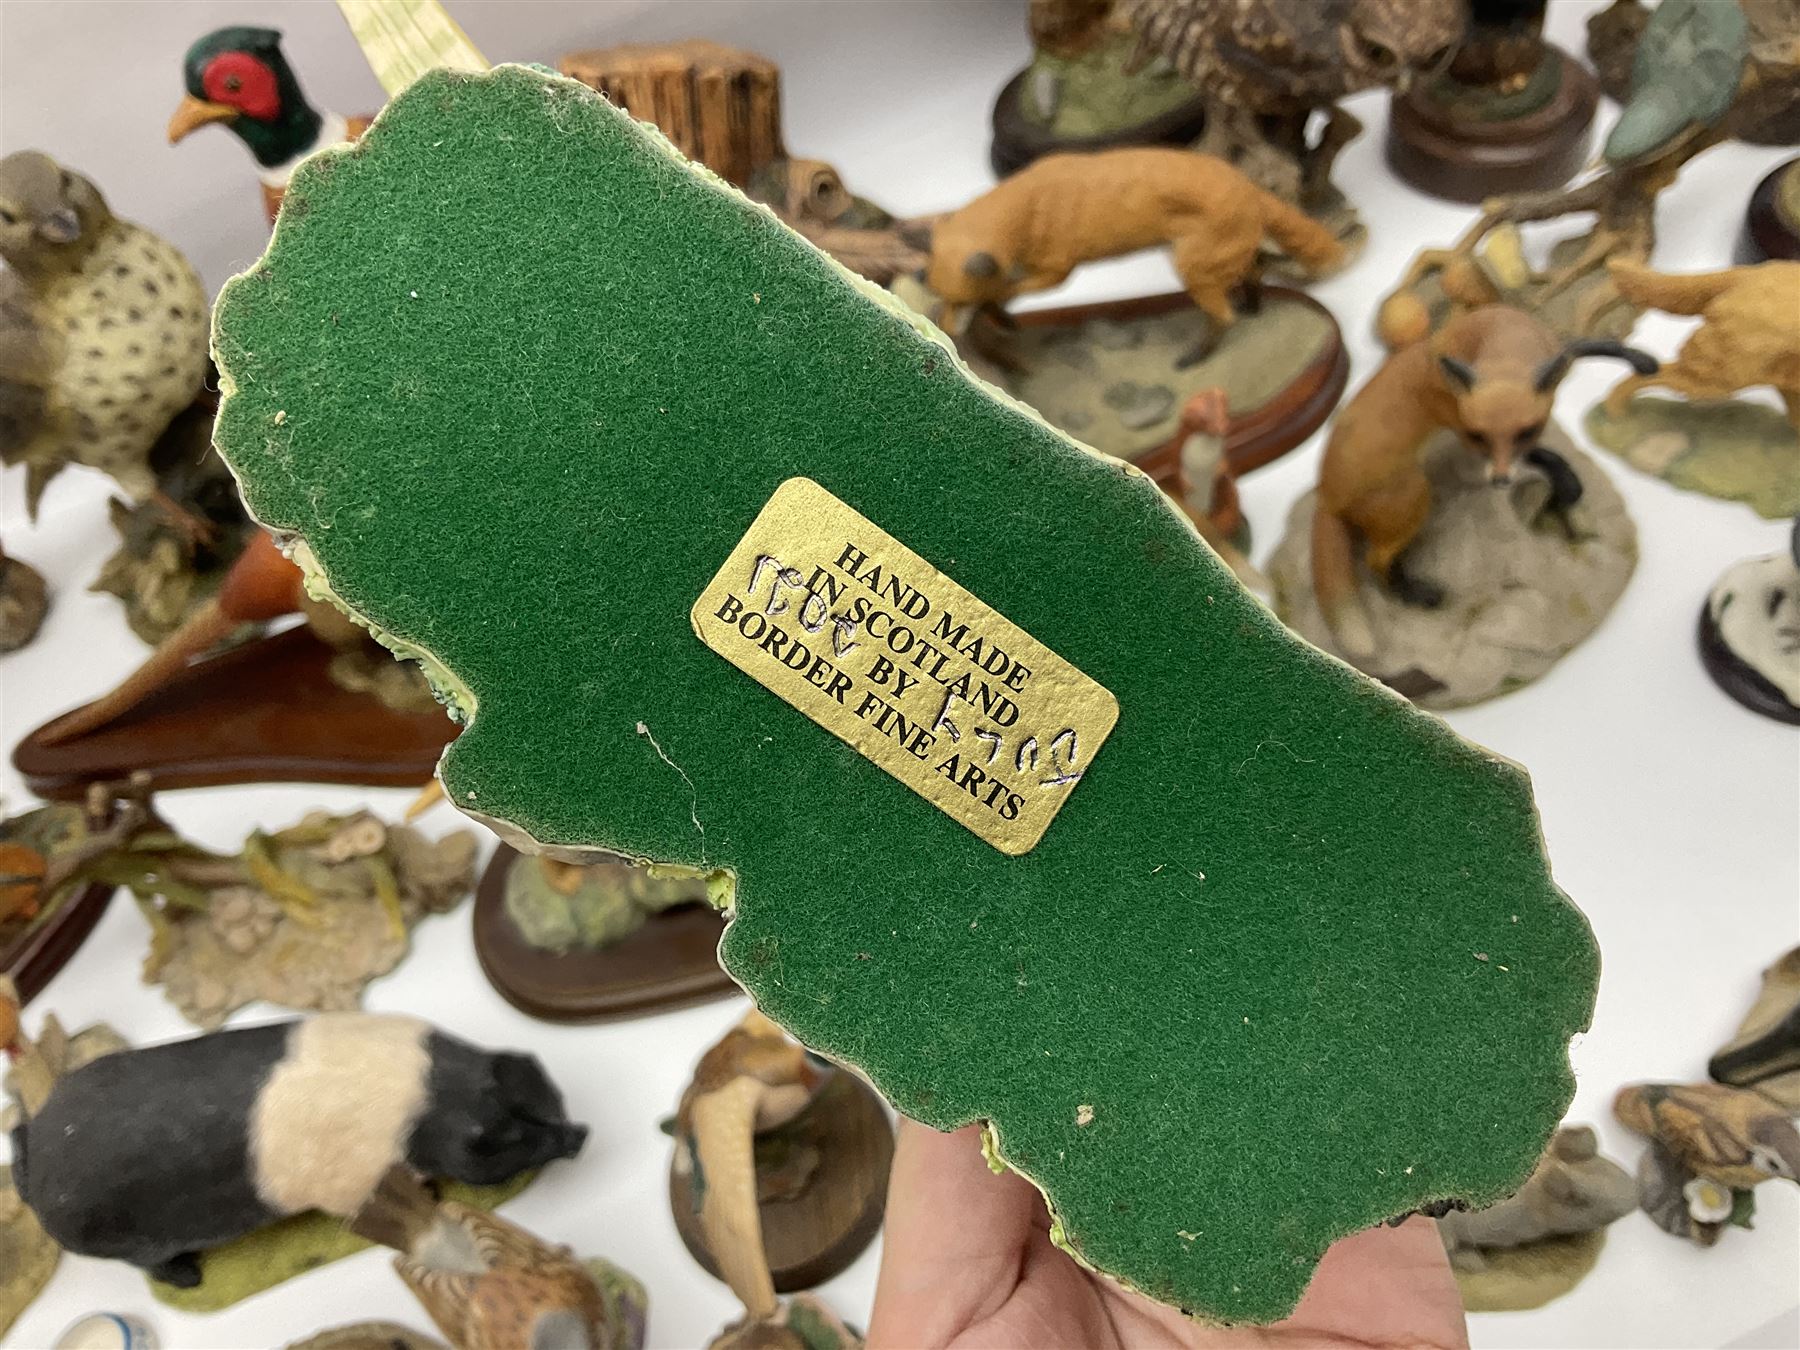 HAND MADE
IN SCOTLAND
BY
BORDER FINE ARTS